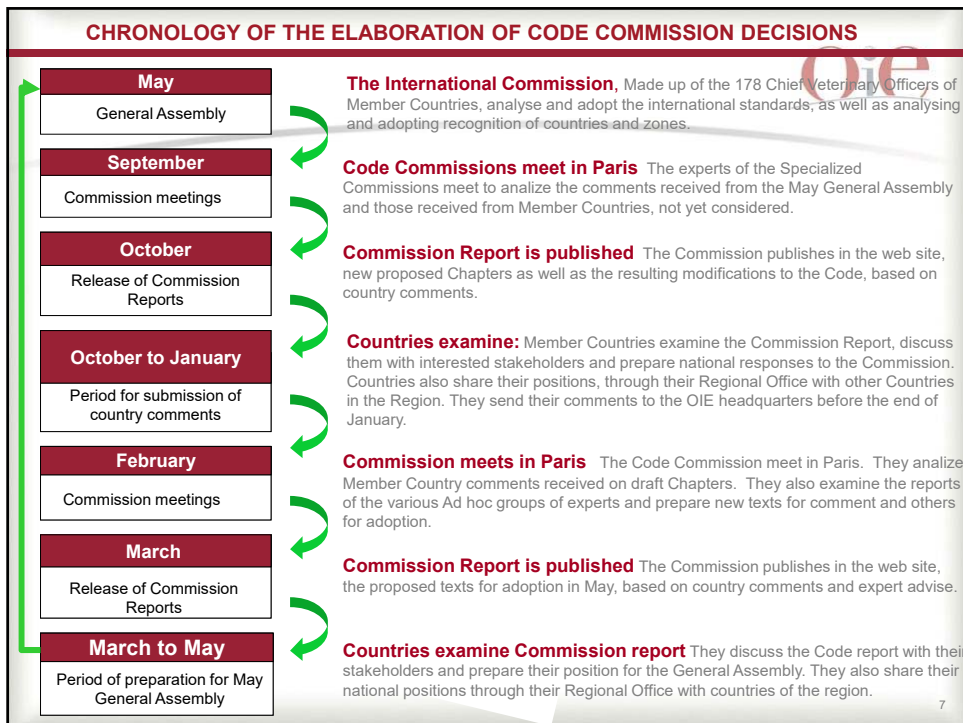 CHRONOLOGY OF THE ELABORATION OF CODE COMMISSION DECISIONS
oie
May
General Assembly
The International Commission, Made up of the 178 Chief Veterinary Officers of
Member Countries, analyse and adopt the international standards, as well as analysing
and adopting recognition of countries and zones.
September
Commission meetings
Code Commissions meet in Paris The experts of the Specialized
Commissions meet to analize the comments received from the May General Assembly
and those received from Member Countries, not yet considered.
October
Release of Commission
Reports
Commission Report is published The Commission publishes in the web site,
new proposed Chapters as well as the resulting modifications to the Code, based on
country comments.
October to January
Period for submission of
country comments
Countries examine: Member Countries examine the Commission Report, discuss
them with interested stakeholders and prepare national responses to the Commission.
Countries also share their positions, through their Regional Office with other Countries
in the Region. They send their comments to the OIE headquarters before the end of
January.
February
Commission meetings
Commission meets in Paris The Code Commission meet in Paris. They analize
Member Country comments received on draft Chapters. They also examine the reports
of the various Ad hoc groups of experts and prepare new texts for comment and others
for adoption.
March
Release of Commission
Reports
Commission Report is published The Commission publishes in the web site,
the proposed texts for adoption in May, based on country comments and expert advise.
March to May
Period of preparation for May
General Assembly
Countries examine Commission report They discuss the Code report with their
stakeholders and prepare their position for the General Assembly. They also share their
national positions through their Regional Office with countries of the region.
7